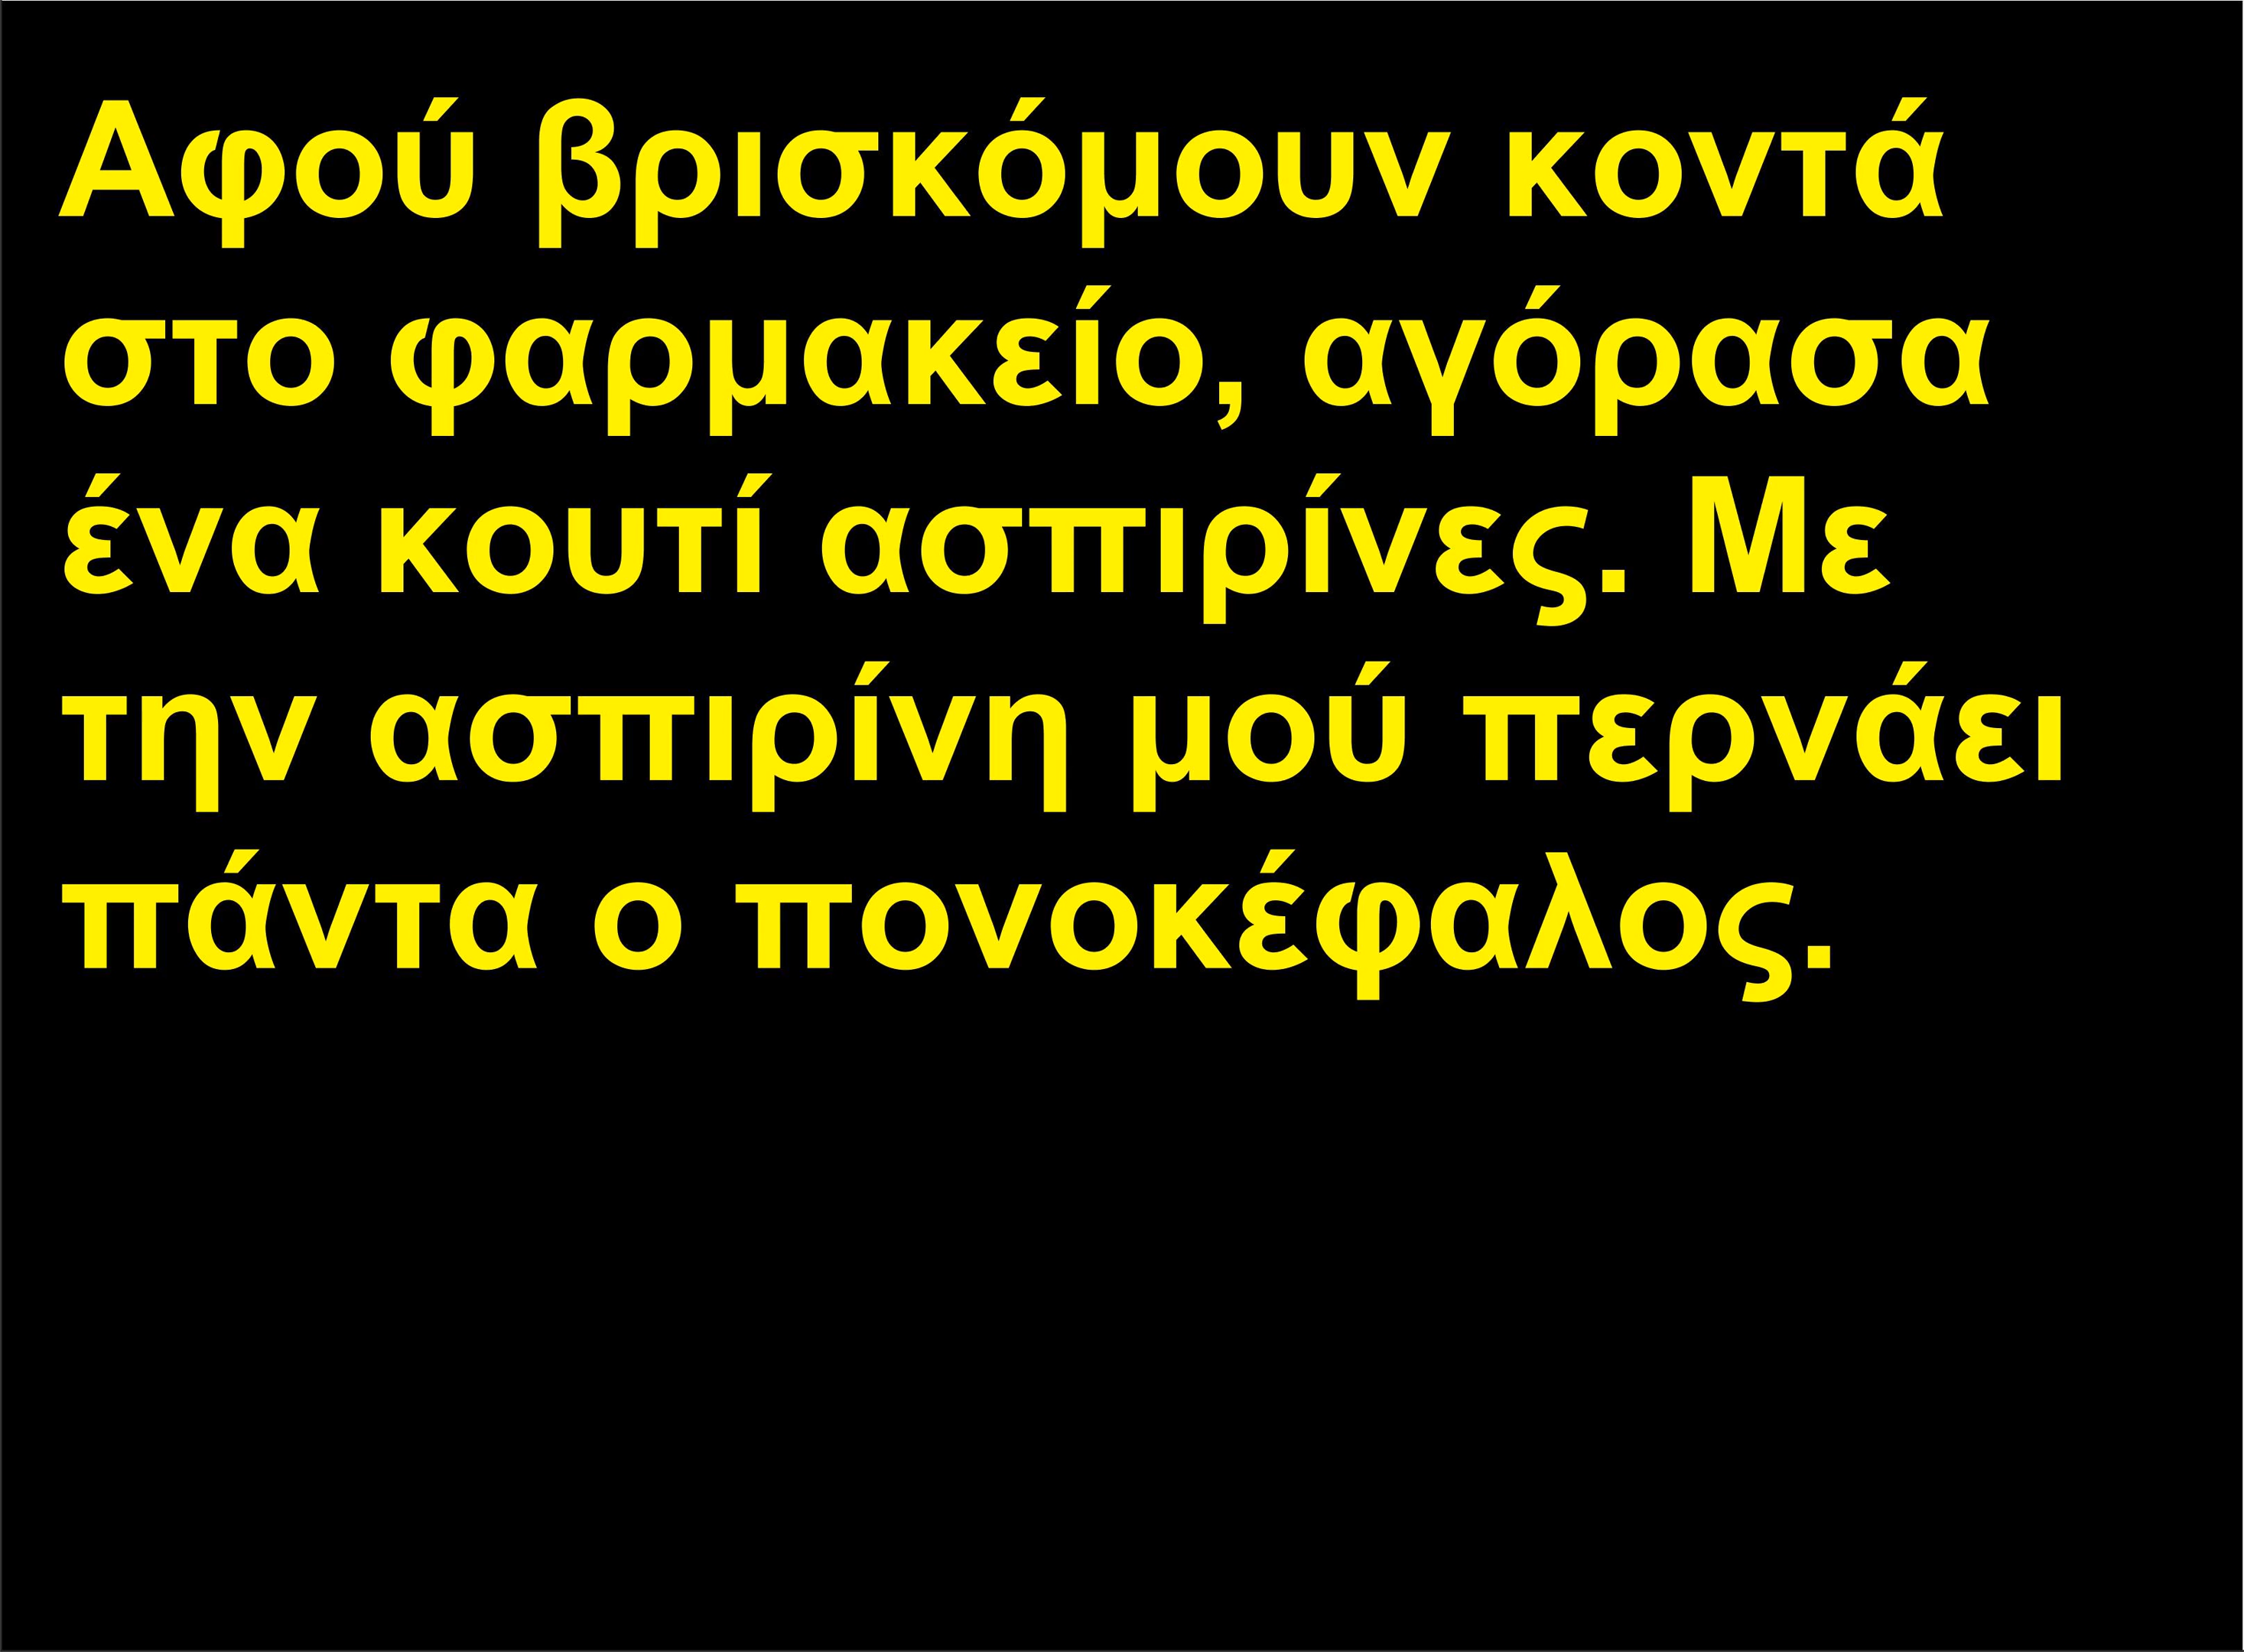 Αφού βρισκόμουν κοντά
στο φαρμακείο, αγόρασα
ένα κουτί ασπιρίνες. Με
την ασπιρίνη μού περνάει
πάντα ο πονοκέφαλος.